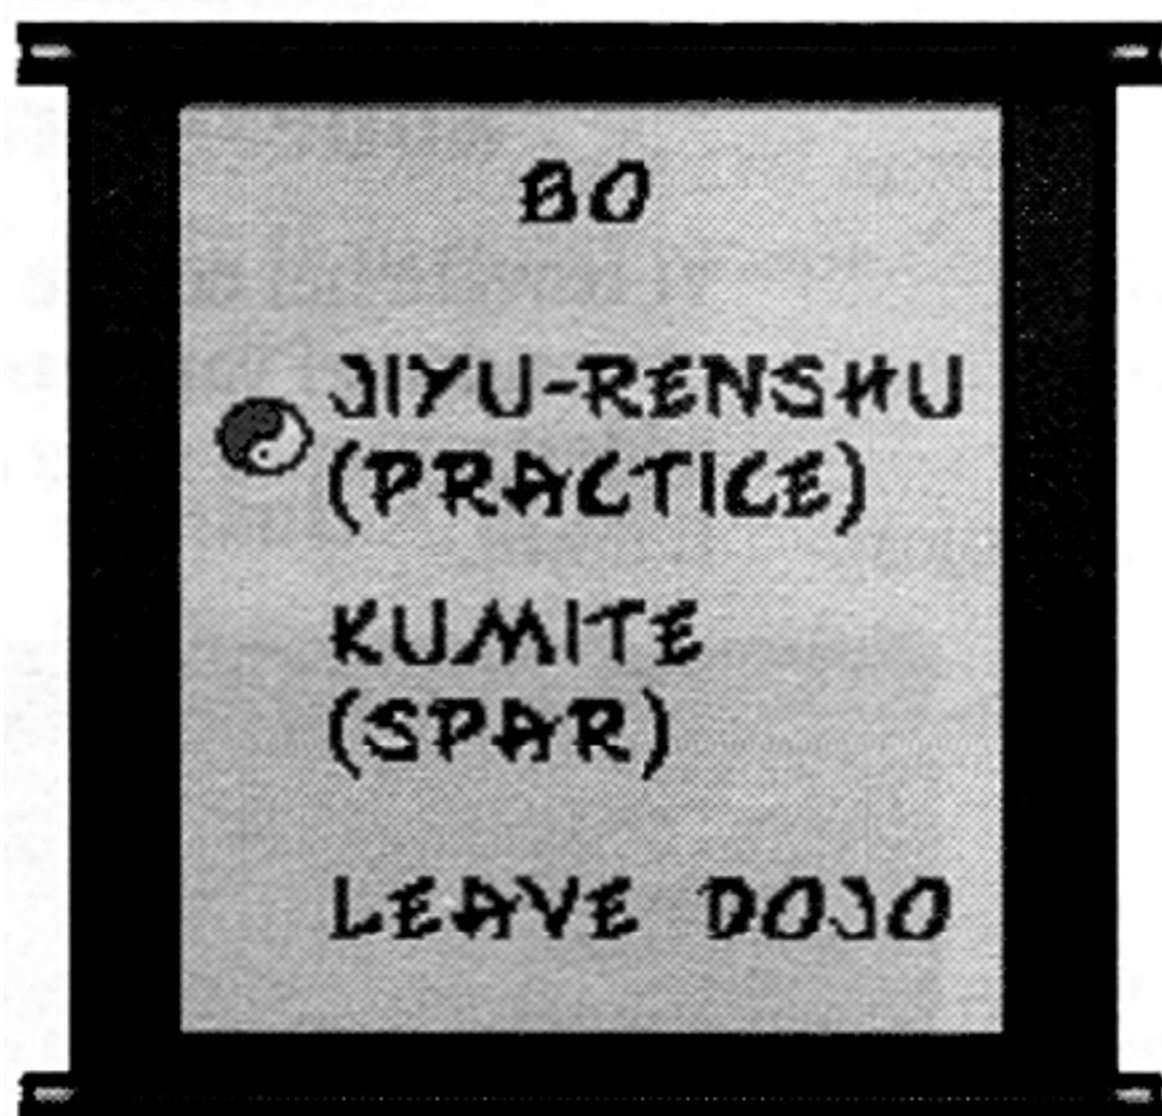 BO
JIYU-RENSHU
(PRACTICE)
KUMITE
(SPAR)
LEAVE DOJO